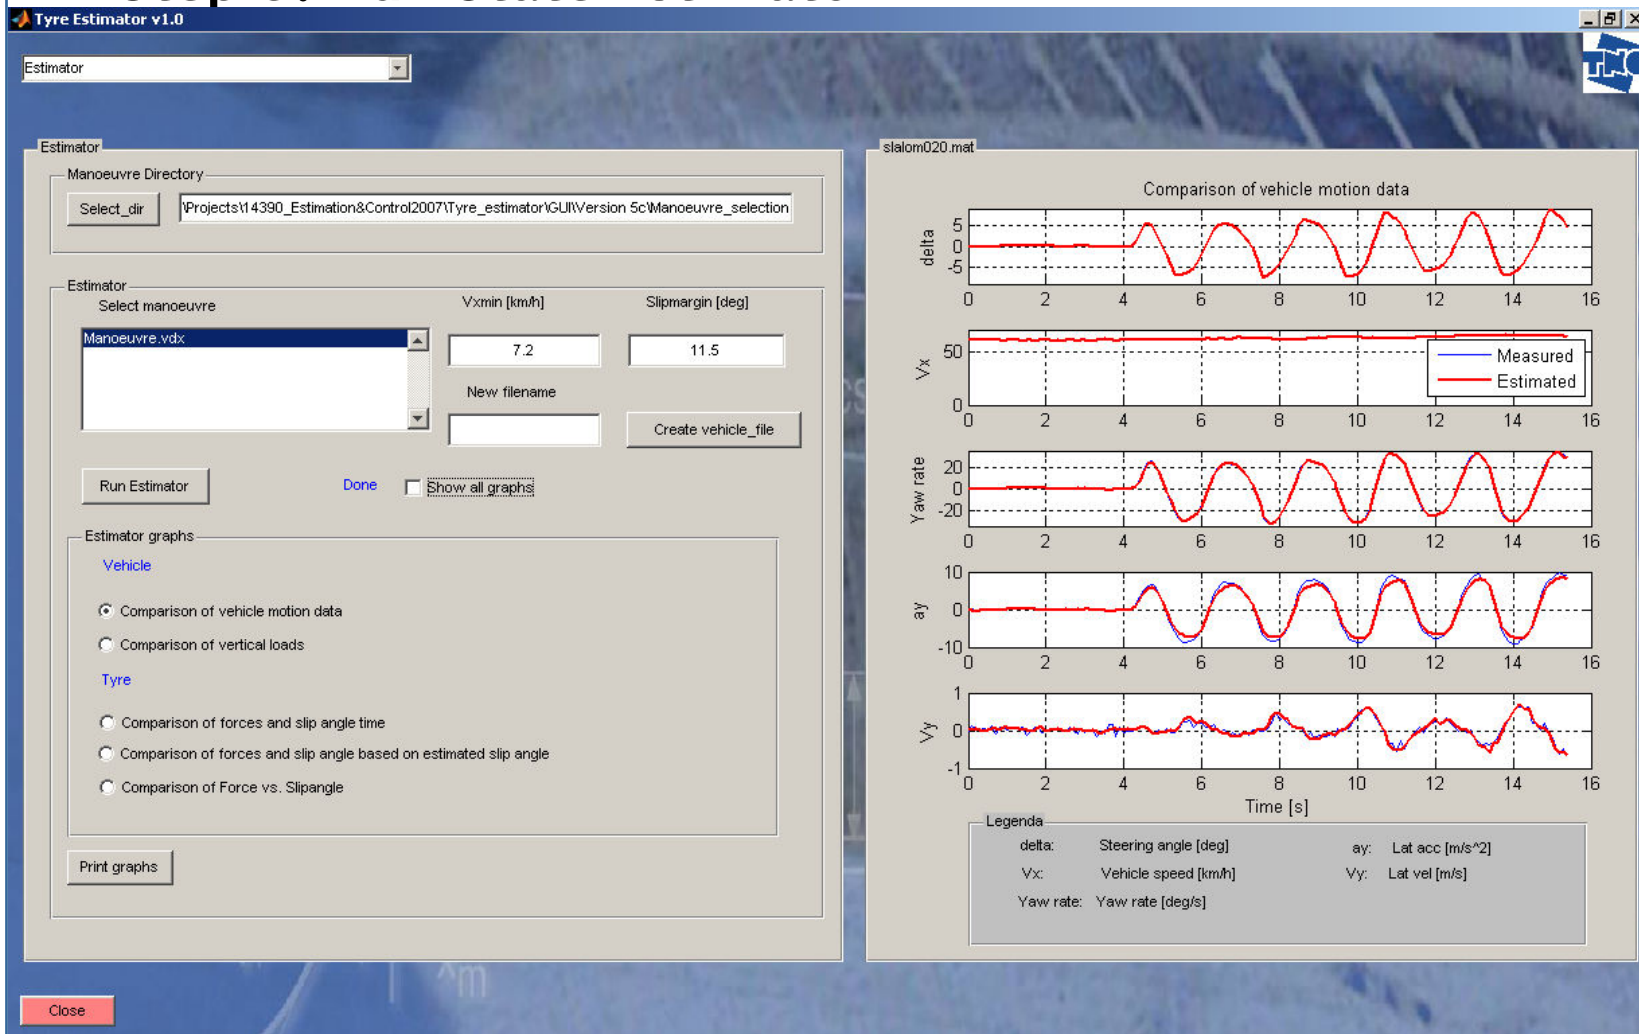 Tyre Estimator v1.0
Estimator
TNO
Estimator
Manoeuvre Directory
Select_dir
\Projects\14390_Estimation&Control2007\Tyre_estimator\GUI\Version 5c\Manoeuvre_selection
Estimator
Select manoeuvre
Vxmin [km/h]
Slipmargin [deg]
Manoeuvre.vdx
7.2
11.5
New filename
Create vehicle_file
Run Estimator
Done
Show all graphs
Estimator graphs
Vehicle
Comparison of vehicle motion data
Comparison of vertical loads
Tyre
Comparison of forces and slip angle time
Comparison of forces and slip angle based on estimated slip angle
Comparison of Force vs. Slipangle
Print graphs
Close
slalom020.mat
Comparison of vehicle motion data
delta
5
0
-5
0 2 4 6 8 10 12 14 16
Vx
50
0
Measured
Estimated
0 2 4 6 8 10 12 14 16
Yaw rate
20
0
-20
0 2 4 6 8 10 12 14 16
ay
10
0
-10
0 2 4 6 8 10 12 14 16
Vy
1
0
-1
0 2 4 6 8 10 12 14 16
Time [s]
Legenda
delta: Steering angle [deg] ay: Lat acc [m/s^2]
Vx: Vehicle speed [km/h] Vy: Lat vel [m/s]
Yaw rate: Yaw rate [deg/s]